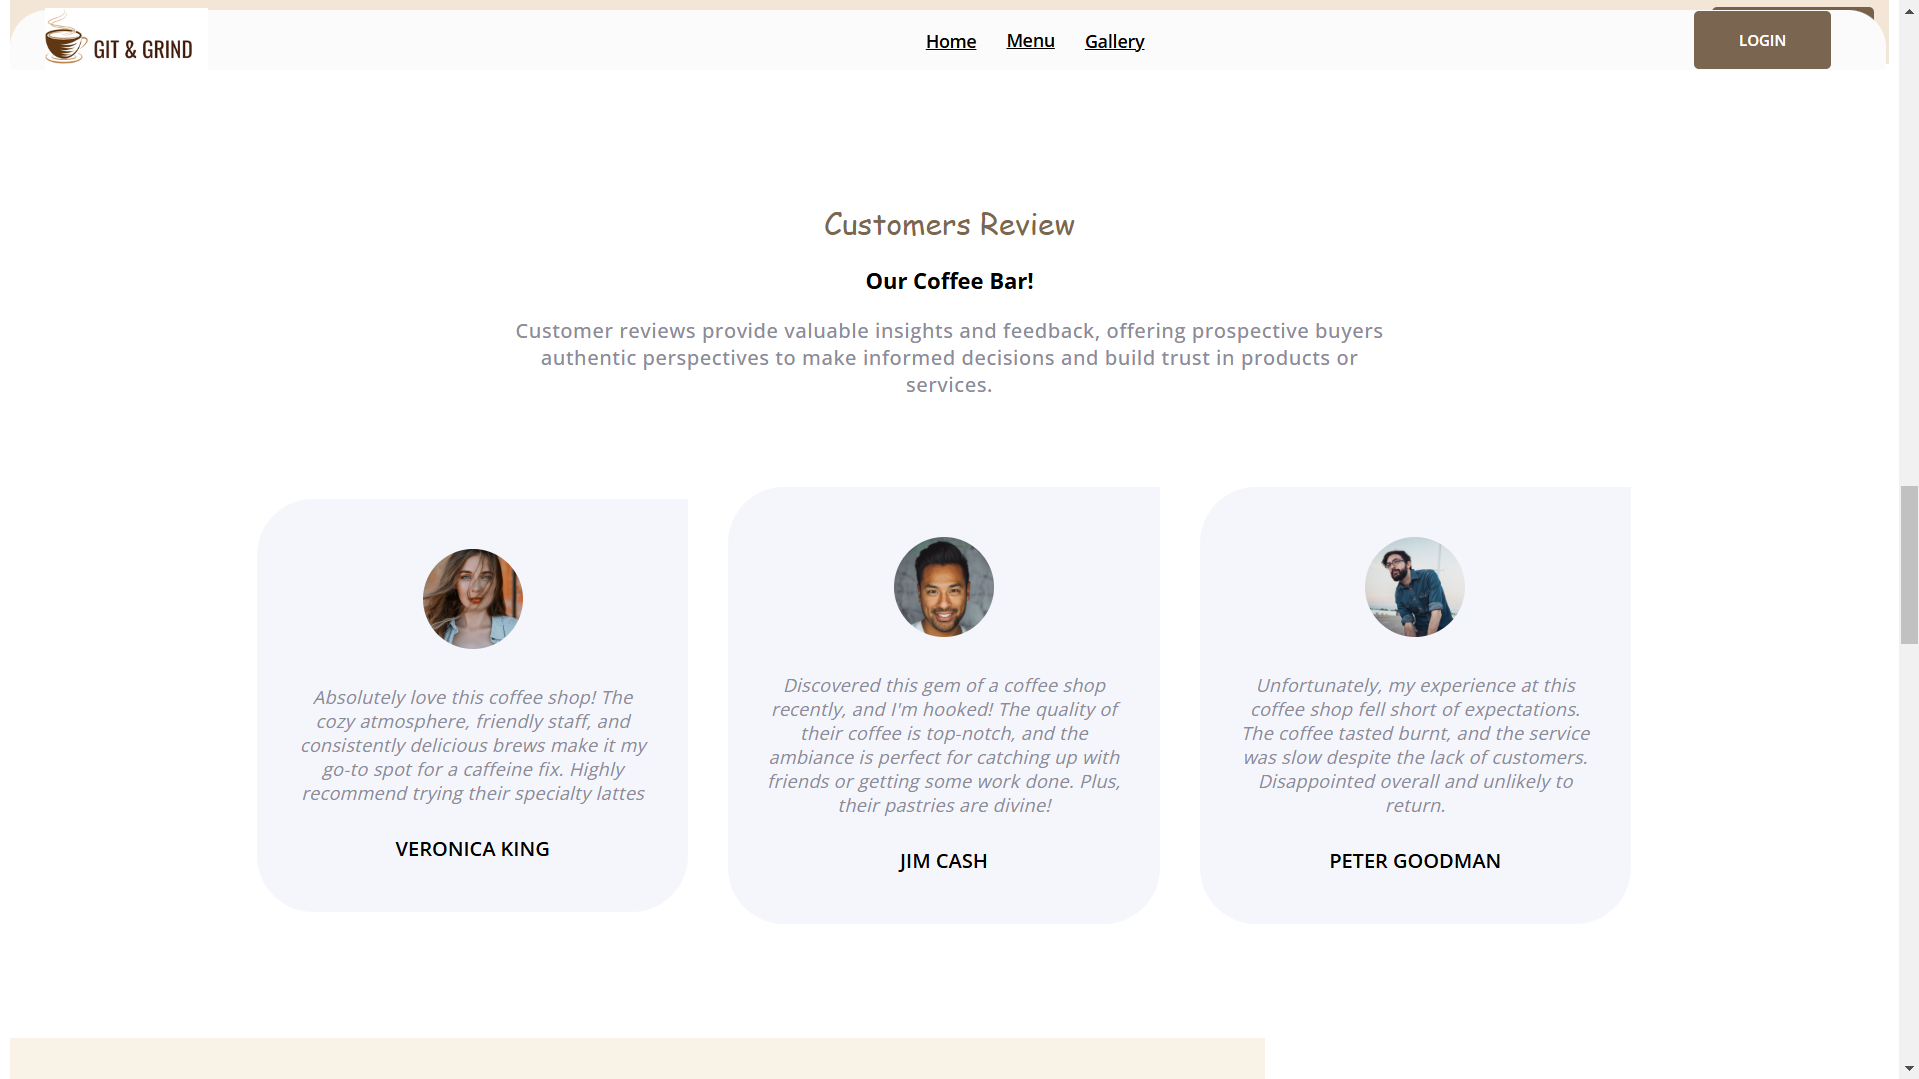 GIT & GRIND
Home Menu Gallery
LOGIN
Customers Review
Our Coffee Bar!
Customer reviews provide valuable insights and feedback, offering prospective buyers
authentic perspectives to make informed decisions and build trust in products or
services.
Absolutely love this coffee shop! The
cozy atmosphere, friendly staff, and
consistently delicious brews make it my
go-to spot for a caffeine fix. Highly
recommend trying their specialty lattes
VERONICA KING
Discovered this gem of a coffee shop
recently, and I'm hooked! The quality of
their coffee is top-notch, and the
ambiance is perfect for catching up with
friends or getting some work done. Plus,
their pastries are divine!
JIM CASH
Unfortunately, my experience at this
coffee shop fell short of expectations.
The coffee tasted burnt, and the service
was slow despite the lack of customers.
Disappointed overall and unlikely to
return.
PETER GOODMAN